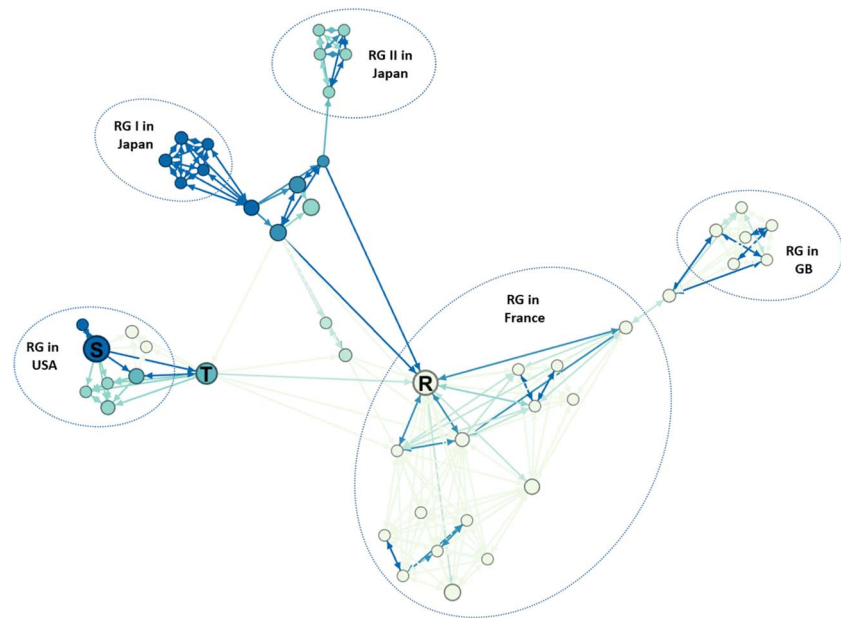 RG II in
Japan
RG I in
Japan
RG in
GB
RG in
France
RG in
USA
S
T
R